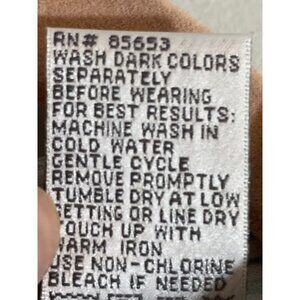 RN# 85653
WASH DARK COLORS
SEPARATELY
BEFORE WEARING
FOR BEST RESULTS:
MACHINE WASH IN
COLD WATER
GENTLE CYCLE
REMOVE PROMPTLY
TUMBLE DRY AT LOW
SETTING OR LINE DRY
TOUCH UP WITH
WARM IRON
USE NON-CHLORINE
BLEACH IF NEEDED